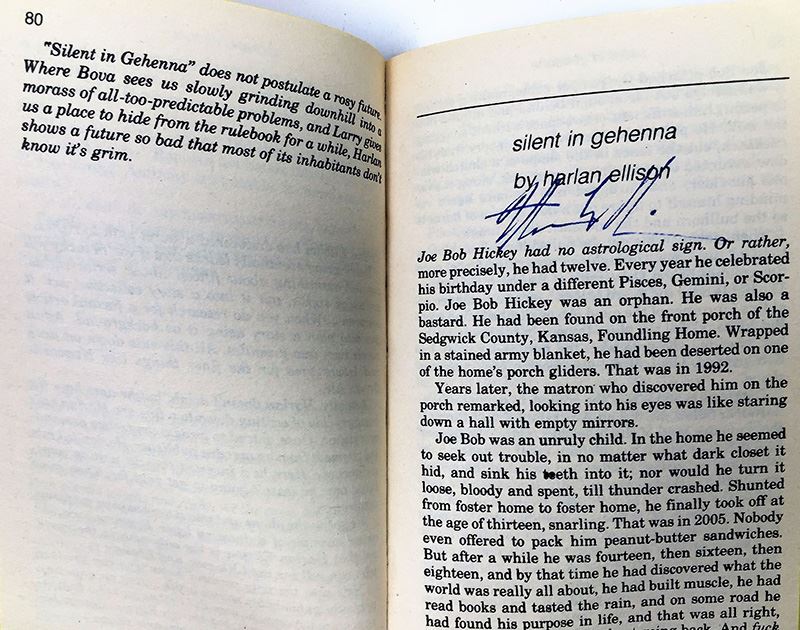 80
"Silent in Gehenna" does not postulate a rosy future.
Where Bova sees us slowly grinding downhill into a
morass of all-too-predictable problems, and Larry gives
us a place to hide from the rulebook for a while, Harlan
shows a future so bad that most of its inhabitants don't
know it's grim.
silent in gehenna
by harlan ellison
Joe Bob Hickey had no astrological sign. Or rather,
more precisely, he had twelve. Every year he celebrated
his birthday under a different Pisces, Gemini, or Scor-
pio. Joe Bob Hickey was an orphan. He was also a
bastard. He had been found on the front porch of the
Sedgwick County, Kansas, Foundling Home. Wrapped
in a stained army blanket, he had been deserted on one
of the home's porch gliders. That was in 1992.
Years later, the matron who discovered him on the
porch remarked, looking into his eyes was like staring
down a hall with empty mirrors.
Joe Bob was an unruly child. In the home he seemed
to seek out trouble, in no matter what dark closet it
hid, and sink his teeth into it; nor would he turn it
loose, bloody and spent, till thunder crashed. Shunted
from foster home to foster home, he finally took off at
the age of thirteen, snarling. That was in 2005. Nobody
even offered to pack him peanut-butter sandwiches.
But after a while he was fourteen, then sixteen, then
eighteen, and by that time he had discovered what the
world was really all about, he had built muscle, he had
read books and tasted the rain, and on some road he
had found his purpose in life, and that was all right,
back. And fuck